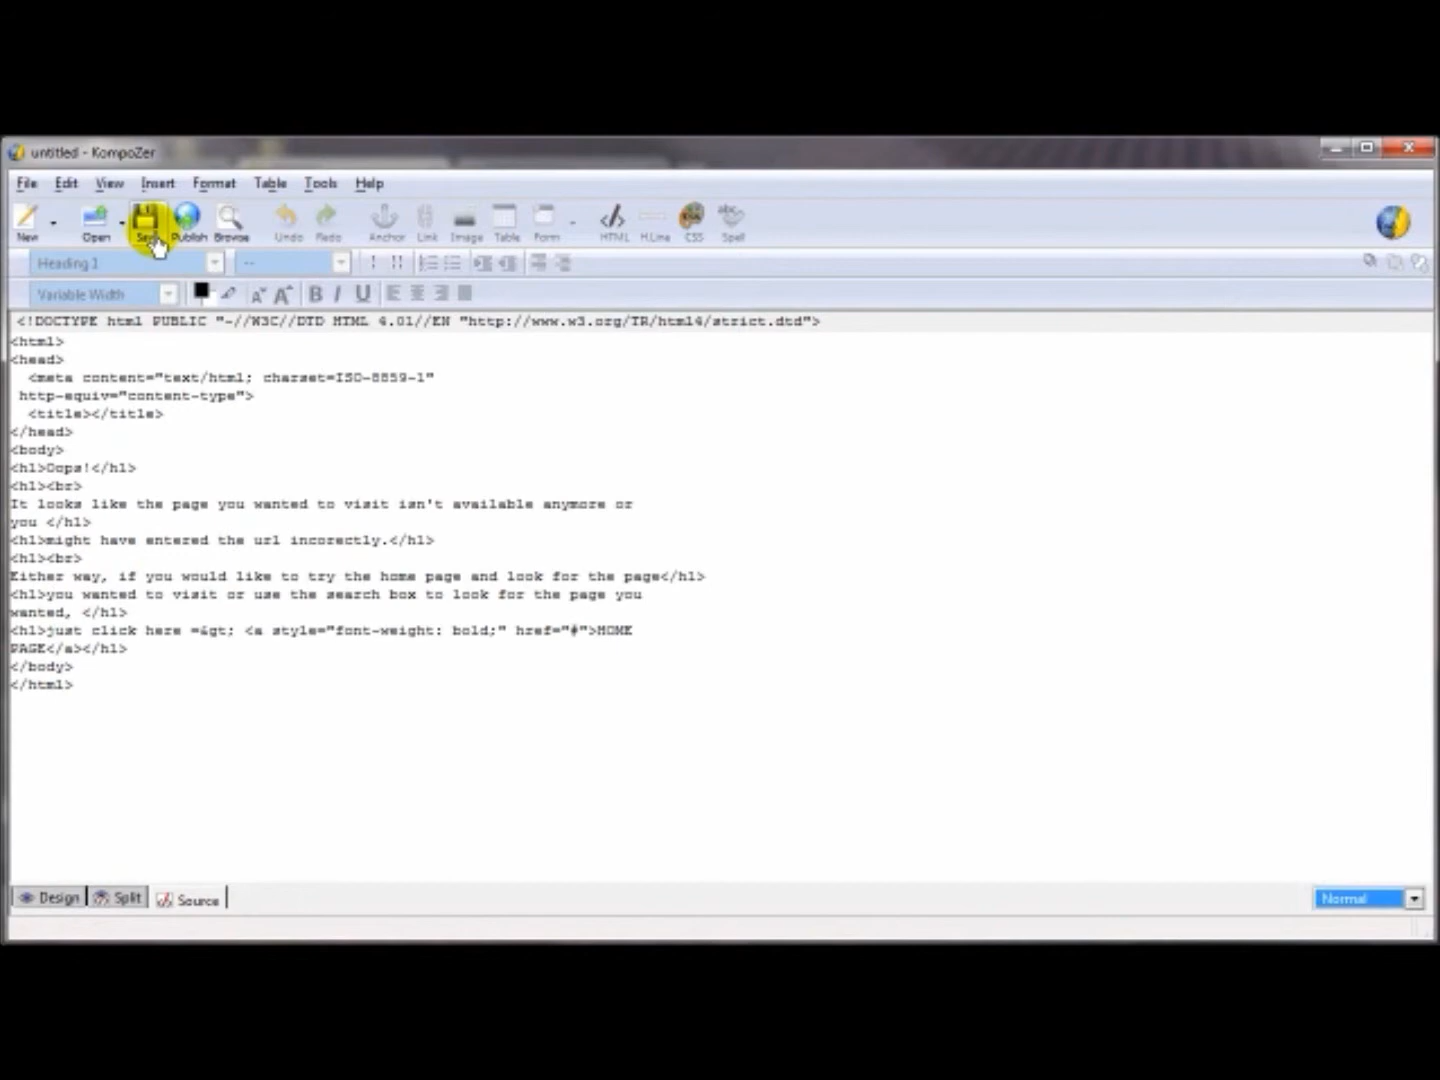 untitled - KompoZer
File Edit View Insert Format Table Tools Help
New Open Save Publish Browse Undo Redo Anchor Link Image Table Form HTML H.Line CSS Spell
Heading 1 --
Variable Width B I U
<!DOCTYPE html PUBLIC "-//W3C//DTD HTML 4.01//EN "http://www.w3.org/TR/html4/strict.dtd">
<html>
<head>
<meta content="text/html; charset=ISO-8859-1"
http-equiv="content-type">
<title></title>
</head>
<body>
<h1>Oops!</h1>
<h1><br>
It looks like the page you wanted to visit isn't available anymore or
you </h1>
<h1>might have entered the url incorectly.</h1>
<h1><br>
Either way, if you would like to try the home page and look for the page</h1>
<h1>you wanted to visit or use the search box to look for the page you
wanted, </h1>
<h1>just click here =&gt; <a style="font-weight: bold;" href="#">HOME
PAGE</a></h1>
</body>
</html>
Design Split Source Normal